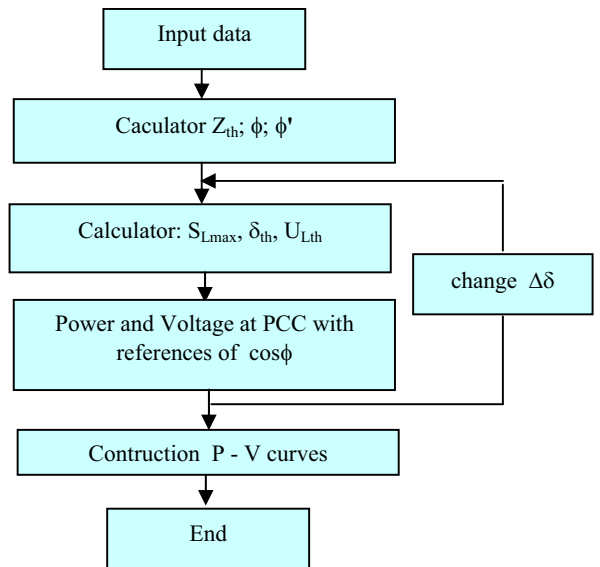 Input data
Caculator Z_th; ϕ; ϕ'
Calculator: S_Lmax, δ_th, U_Lth
change Δδ
Power and Voltage at PCC with
references of cosϕ
Contruction P - V curves
End